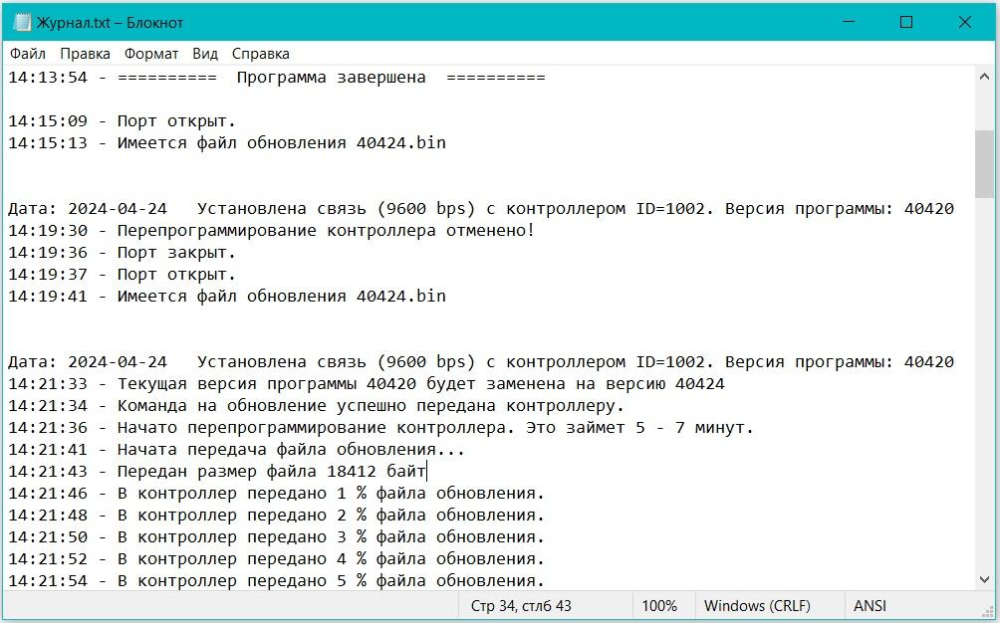 Журнал.txt – Блокнот
Файл Правка Формат Вид Справка
14:13:54 - ========== Программа завершена ==========
14:15:09 - Порт открыт.
14:15:13 - Имеется файл обновления 40424.bin
Дата: 2024-04-24 Установлена связь (9600 bps) с контроллером ID=1002. Версия программы: 40420
14:19:30 - Перепрограммирование контроллера отменено!
14:19:36 - Порт закрыт.
14:19:37 - Порт открыт.
14:19:41 - Имеется файл обновления 40424.bin
Дата: 2024-04-24 Установлена связь (9600 bps) с контроллером ID=1002. Версия программы: 40420
14:21:33 - Текущая версия программы 40420 будет заменена на версию 40424
14:21:34 - Команда на обновление успешно передана контроллеру.
14:21:36 - Начато перепрограммирование контроллера. Это займет 5 - 7 минут.
14:21:41 - Начата передача файла обновления...
14:21:43 - Передан размер файла 18412 байт
14:21:46 - В контроллер передано 1 % файла обновления.
14:21:48 - В контроллер передано 2 % файла обновления.
14:21:50 - В контроллер передано 3 % файла обновления.
14:21:52 - В контроллер передано 4 % файла обновления.
14:21:54 - В контроллер передано 5 % файла обновления.
Стр 34, стлб 43 100% Windows (CRLF) ANSI